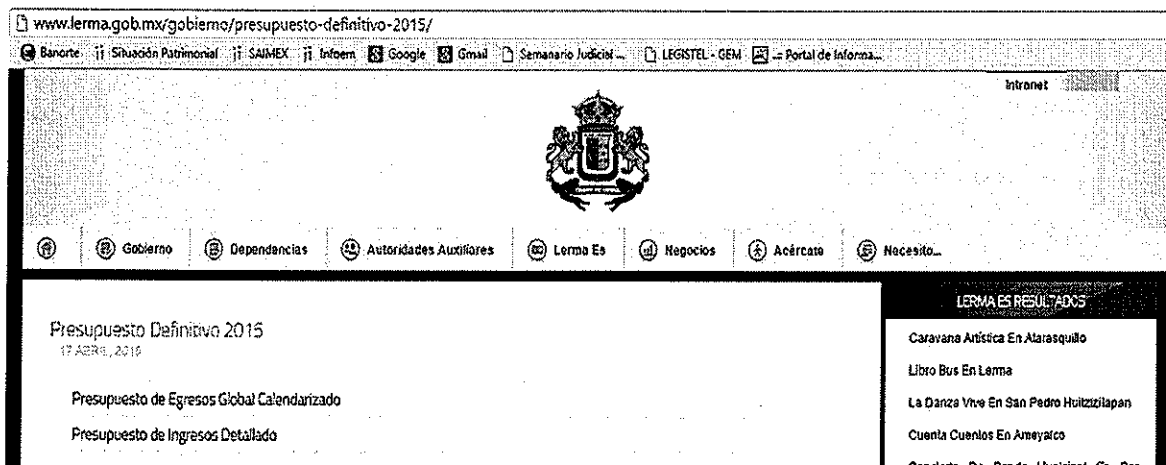 www.lerma.gob.mx/gobierno/presupuesto-definitivo-2015/
Banorte Situación Patrimonial SAIMEX Infoem Google Gmail Semanario Judicial ... LEGISTEL - GEM .:: Portal de Informa...
Intranet
Gobierno Dependencias Autoridades Auxiliares Lerma Es Negocios Acércate Necesito...
LERMA ES RESULTADOS
Presupuesto Definitivo 2015
17 ABRIL, 2015
Caravana Artística En Atarasquillo
Libro Bus En Lerma
Presupuesto de Egresos Global Calendarizado
La Danza Vive En San Pedro Huitzizilapan
Presupuesto de Ingresos Detallado
Cuenta Cuentos En Ameyalco